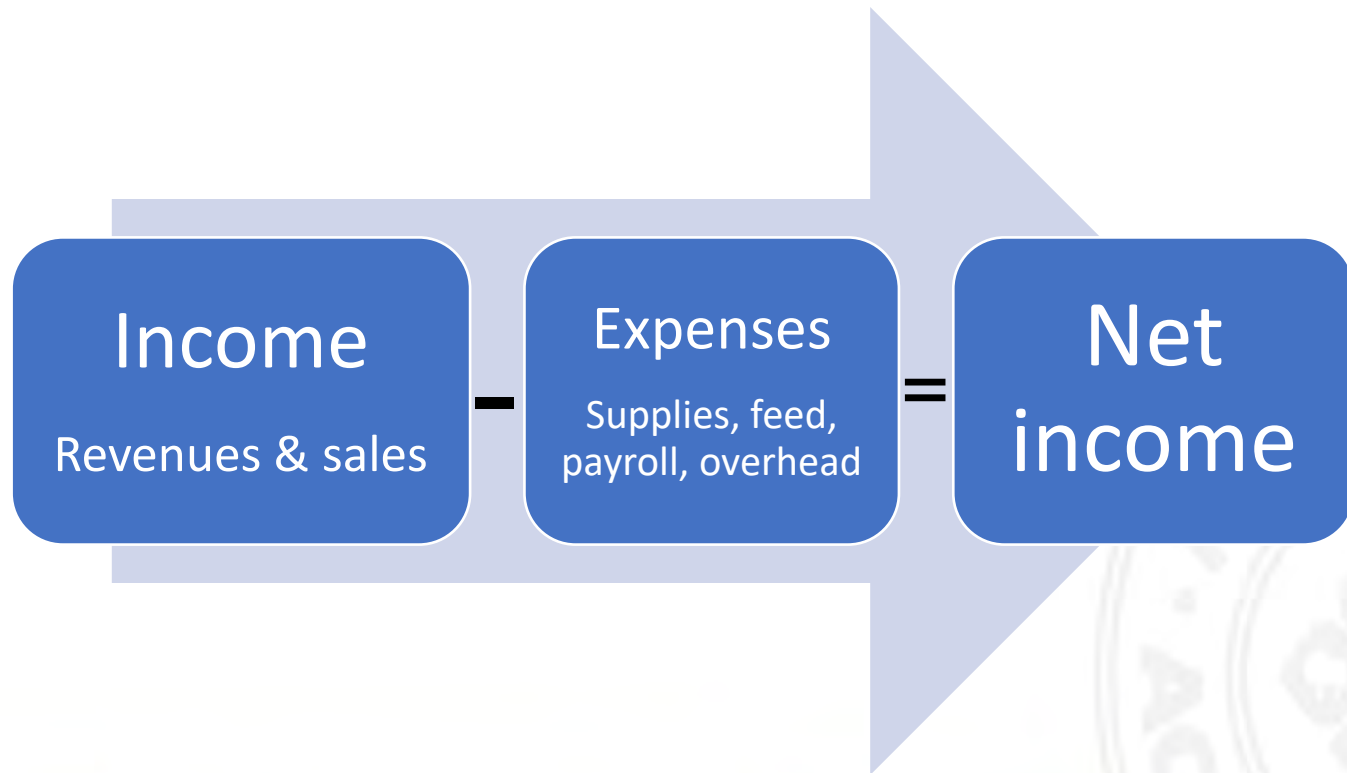 Income
Revenues & sales
-
Expenses
Supplies, feed,
payroll, overhead
=
Net
income